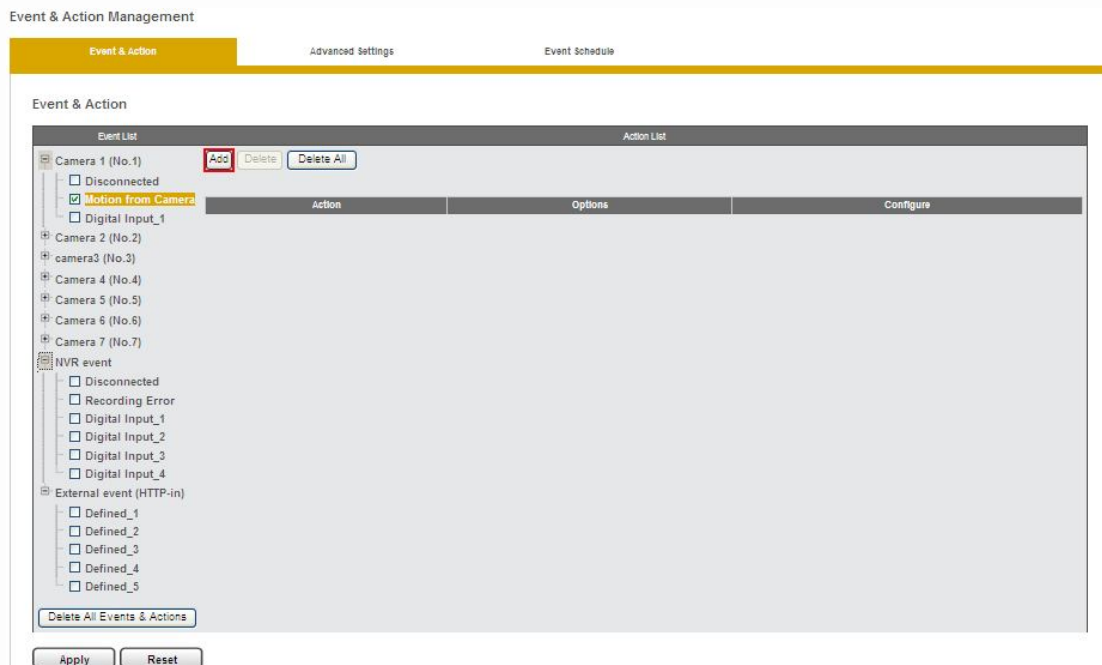 Event & Action Management
Event & Action Advanced Settings Event Schedule
Event & Action
Event List Action List
Camera 1 (No.1) Add Delete Delete All
Disconnected
Motion from Camera
Action Options Configure
Digital Input_1
Camera 2 (No.2)
camera3 (No.3)
Camera 4 (No.4)
Camera 5 (No.5)
Camera 6 (No.6)
Camera 7 (No.7)
NVR event
Disconnected
Recording Error
Digital Input_1
Digital Input_2
Digital Input_3
Digital Input_4
External event (HTTP-in)
Defined_1
Defined_2
Defined_3
Defined_4
Defined_5
Delete All Events & Actions
Apply Reset